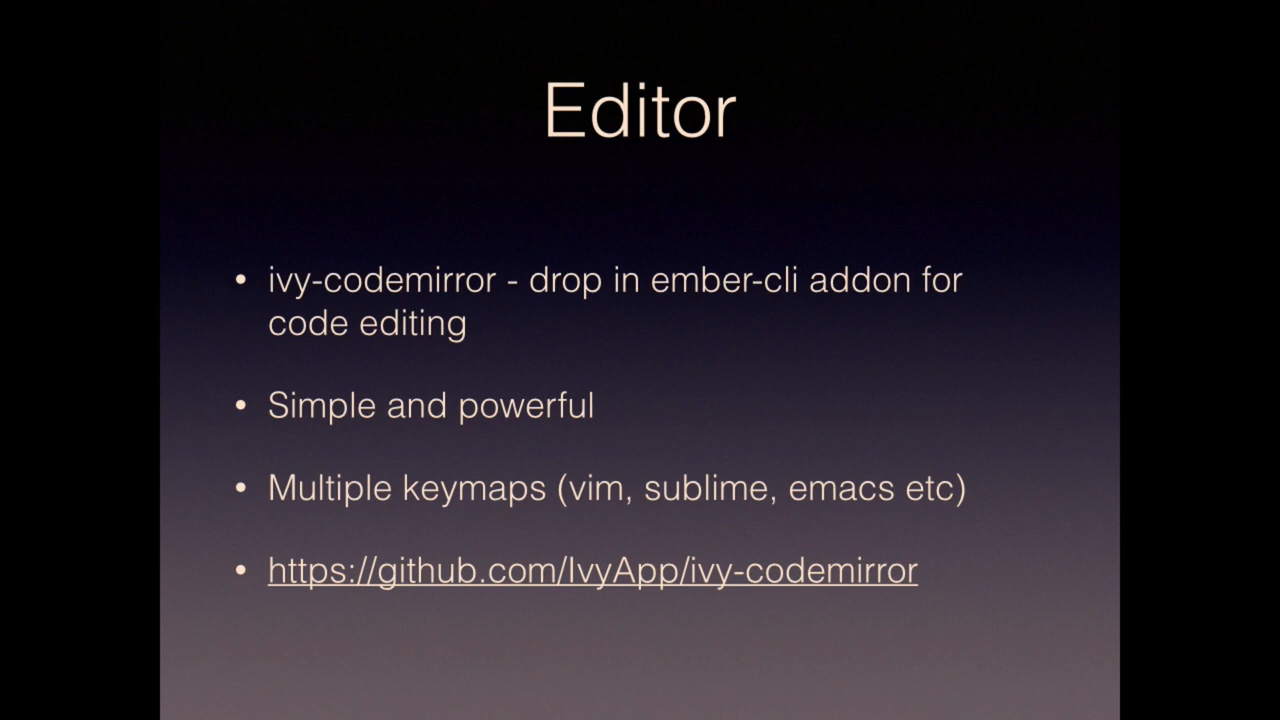 Editor
• ivy-codemirror - drop in ember-cli addon for
code editing
• Simple and powerful
• Multiple keymaps (vim, sublime, emacs etc)
• https://github.com/IvyApp/ivy-codemirror